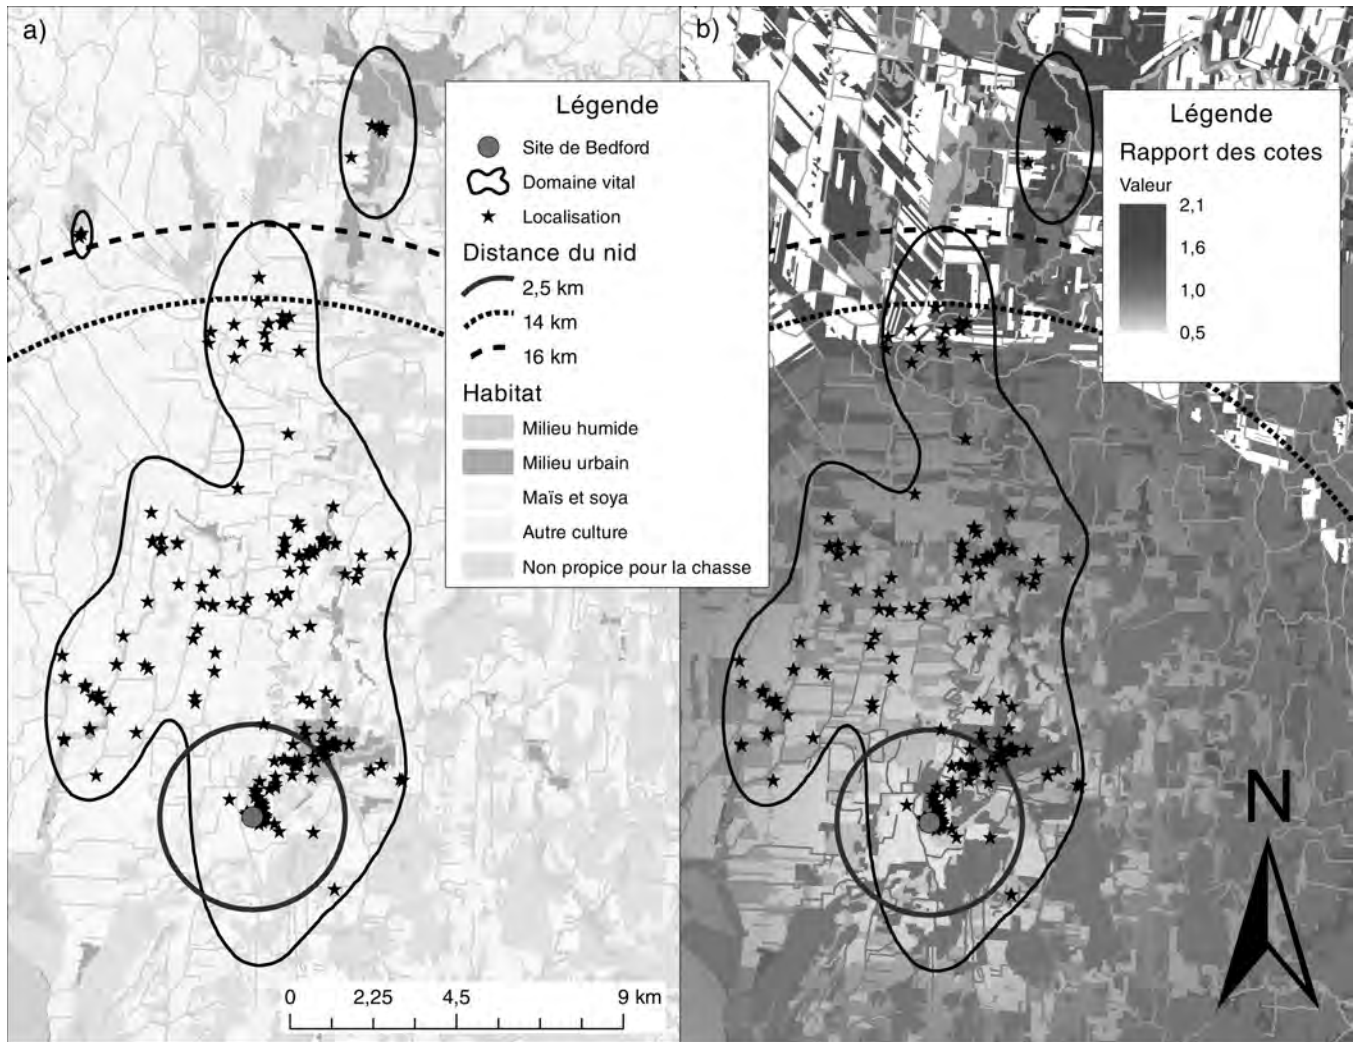 a)
Légende
Site de Bedford
Domaine vital
Localisation
Distance du nid
2,5 km
14 km
16 km
Habitat
Milieu humide
Milieu urbain
Maïs et soya
Autre culture
Non propice pour la chasse
0 2,25 4,5 9 km
b)
Légende
Rapport des cotes
Valeur
2,1
1,6
1,0
0,5
N